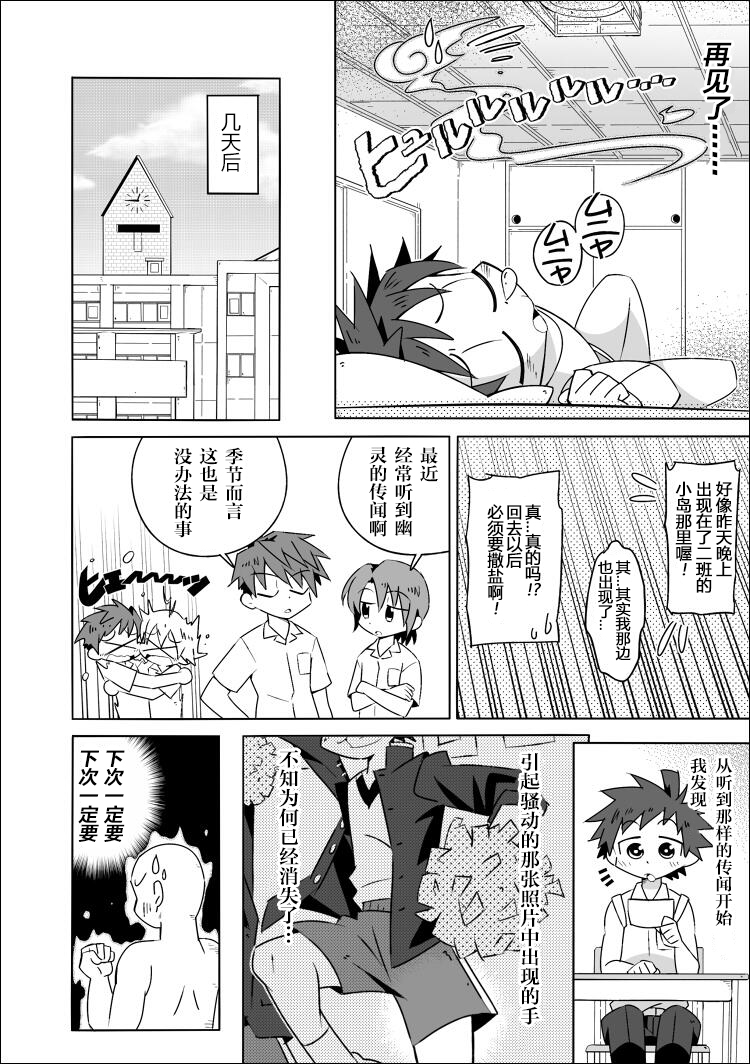 再见了……
ヒュルルルルルル…
ムニャ
ムニャ
几天后
好像昨天晚上
出现在了二班的
小岛那里喔！
其…其实我那边
也出现了…
真…真的吗!?
回去以后
必须要撒盐啊！
最近
经常听到幽
灵的传闻啊
季节而言
这也是
没办法的事
ヒェ〜〜ッ
从听到那样的传闻开始
我发现
引起骚动的那张照片中出现的手
不知为何已经消失了…
下次一定要
下次一定要